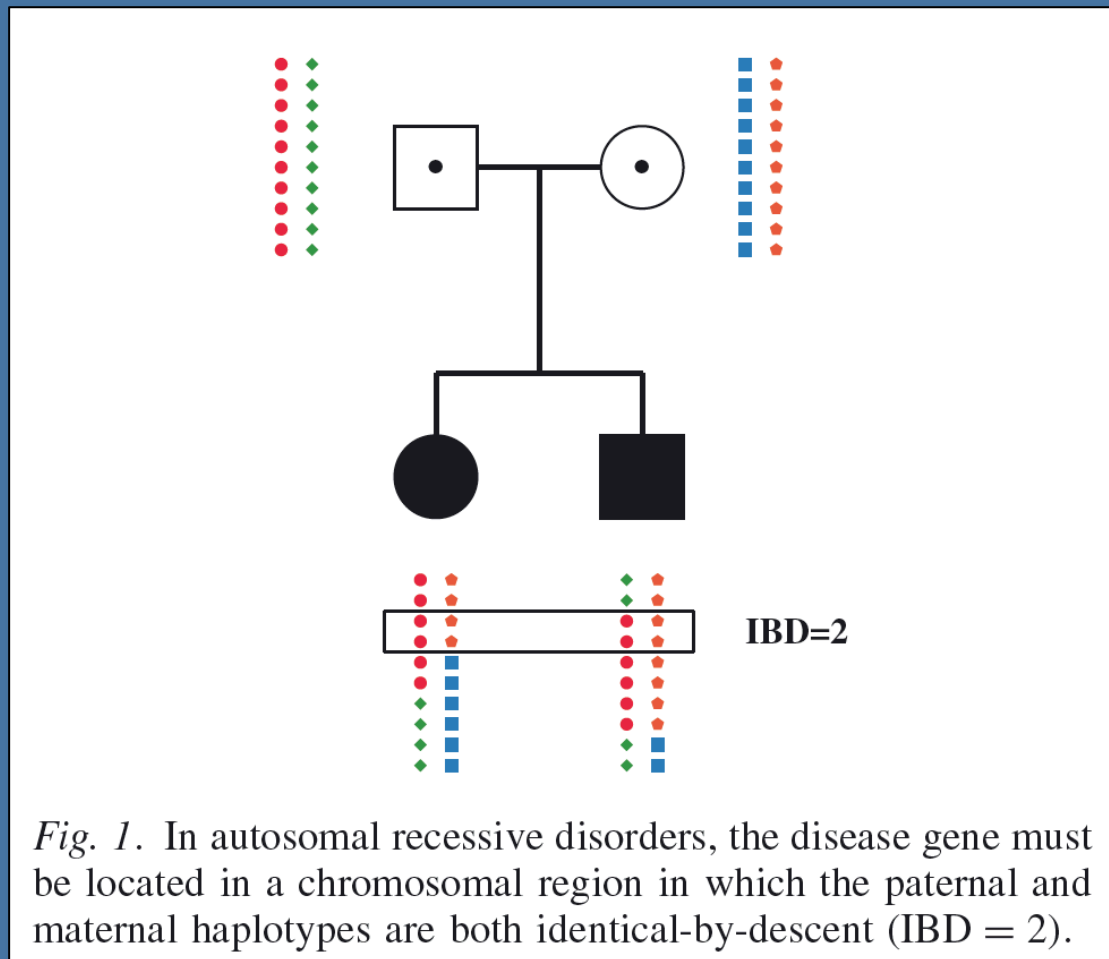 IBD=2
Fig. 1. In autosomal recessive disorders, the disease gene must
be located in a chromosomal region in which the paternal and
maternal haplotypes are both identical-by-descent (IBD = 2).